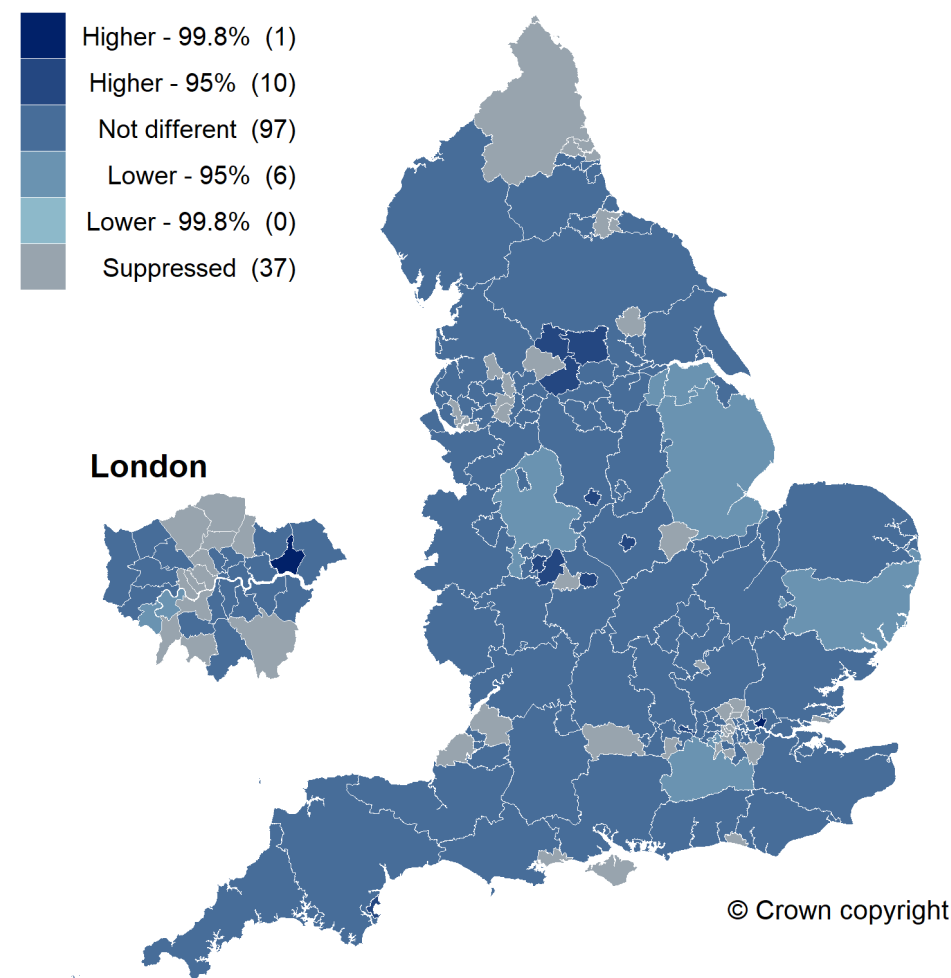 Higher - 99.8% (1)
Higher - 95% (10)
Not different (97)
Lower - 95% (6)
Lower - 99.8% (0)
Suppressed (37)
London
© Crown copyright